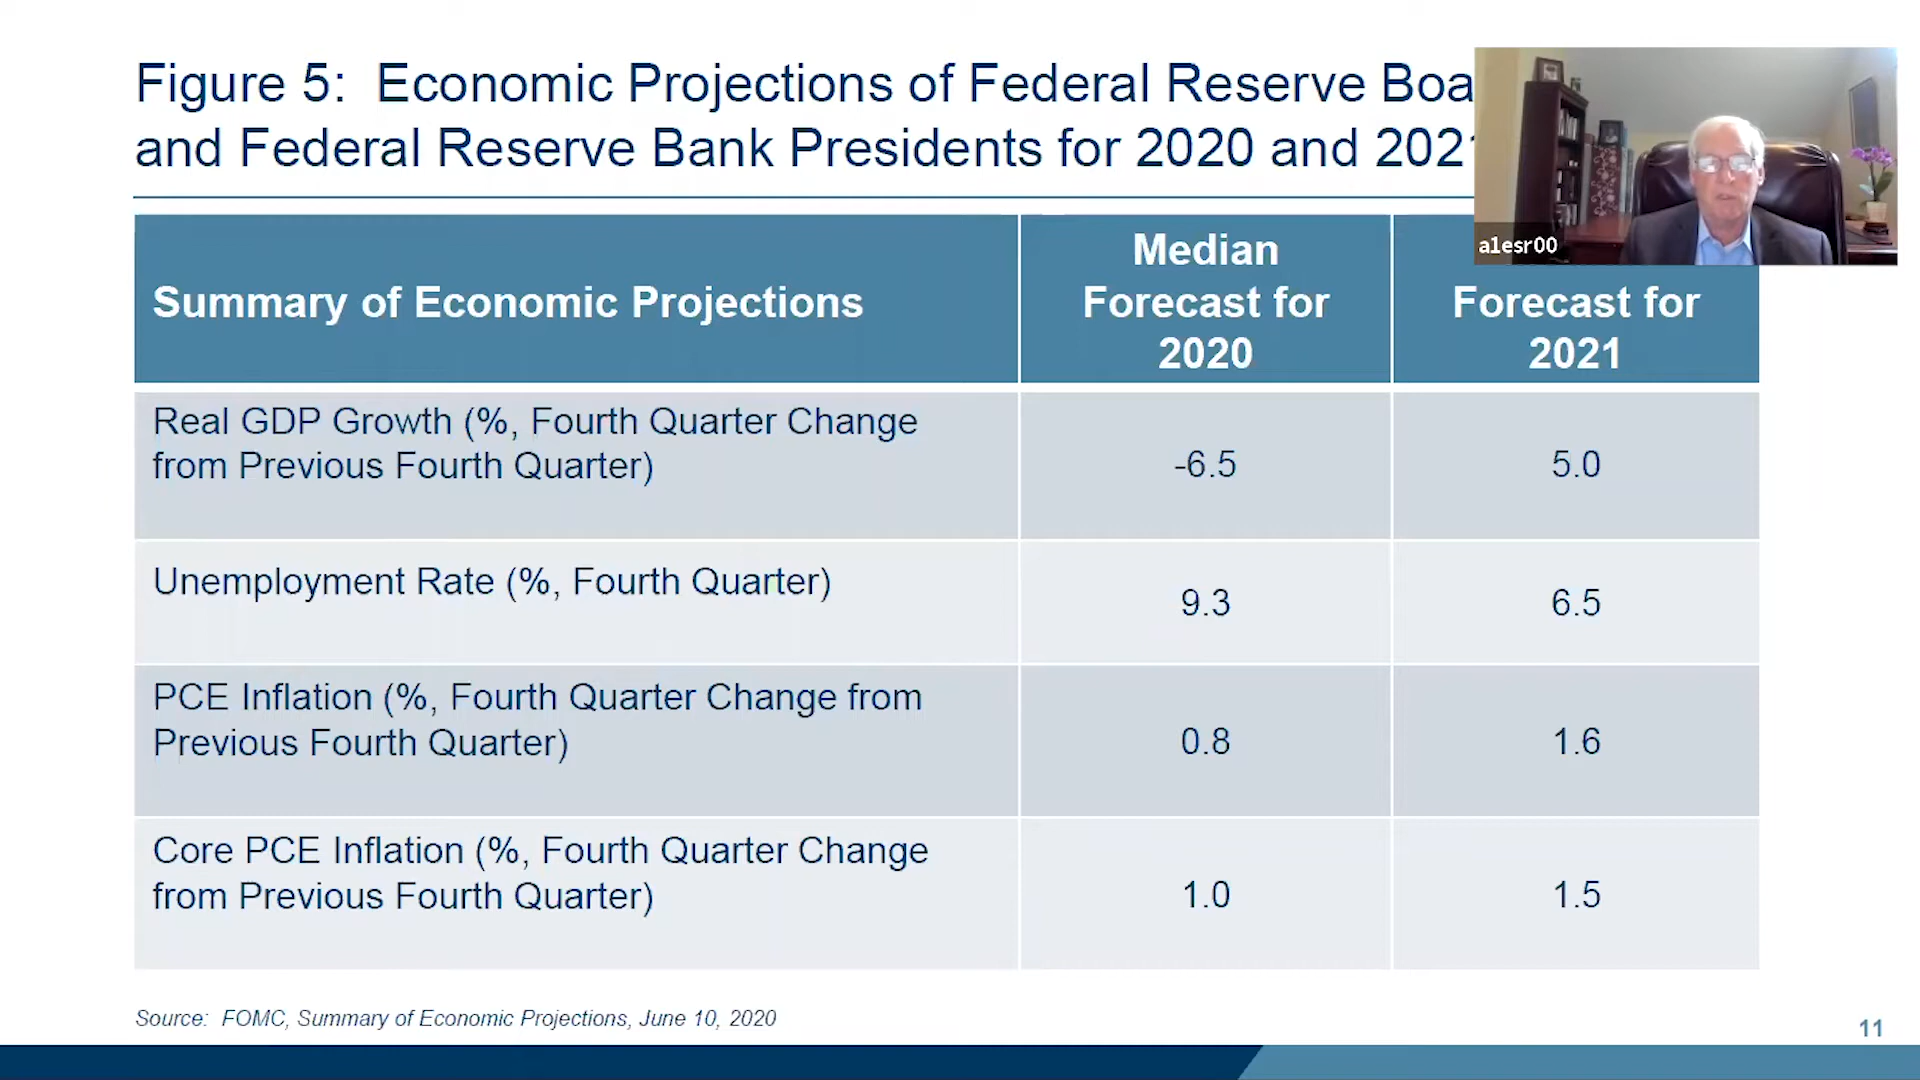 Figure 5: Economic Projections of Federal Reserve Boa
and Federal Reserve Bank Presidents for 2020 and 2021
a1esr00
Summary of Economic Projections
Median
Forecast for
2020
Forecast for
2021
Real GDP Growth (%, Fourth Quarter Change
from Previous Fourth Quarter)
-6.5
5.0
Unemployment Rate (%, Fourth Quarter)
9.3
6.5
PCE Inflation (%, Fourth Quarter Change from
Previous Fourth Quarter)
0.8
1.6
Core PCE Inflation (%, Fourth Quarter Change
from Previous Fourth Quarter)
1.0
1.5
Source: FOMC, Summary of Economic Projections, June 10, 2020
11